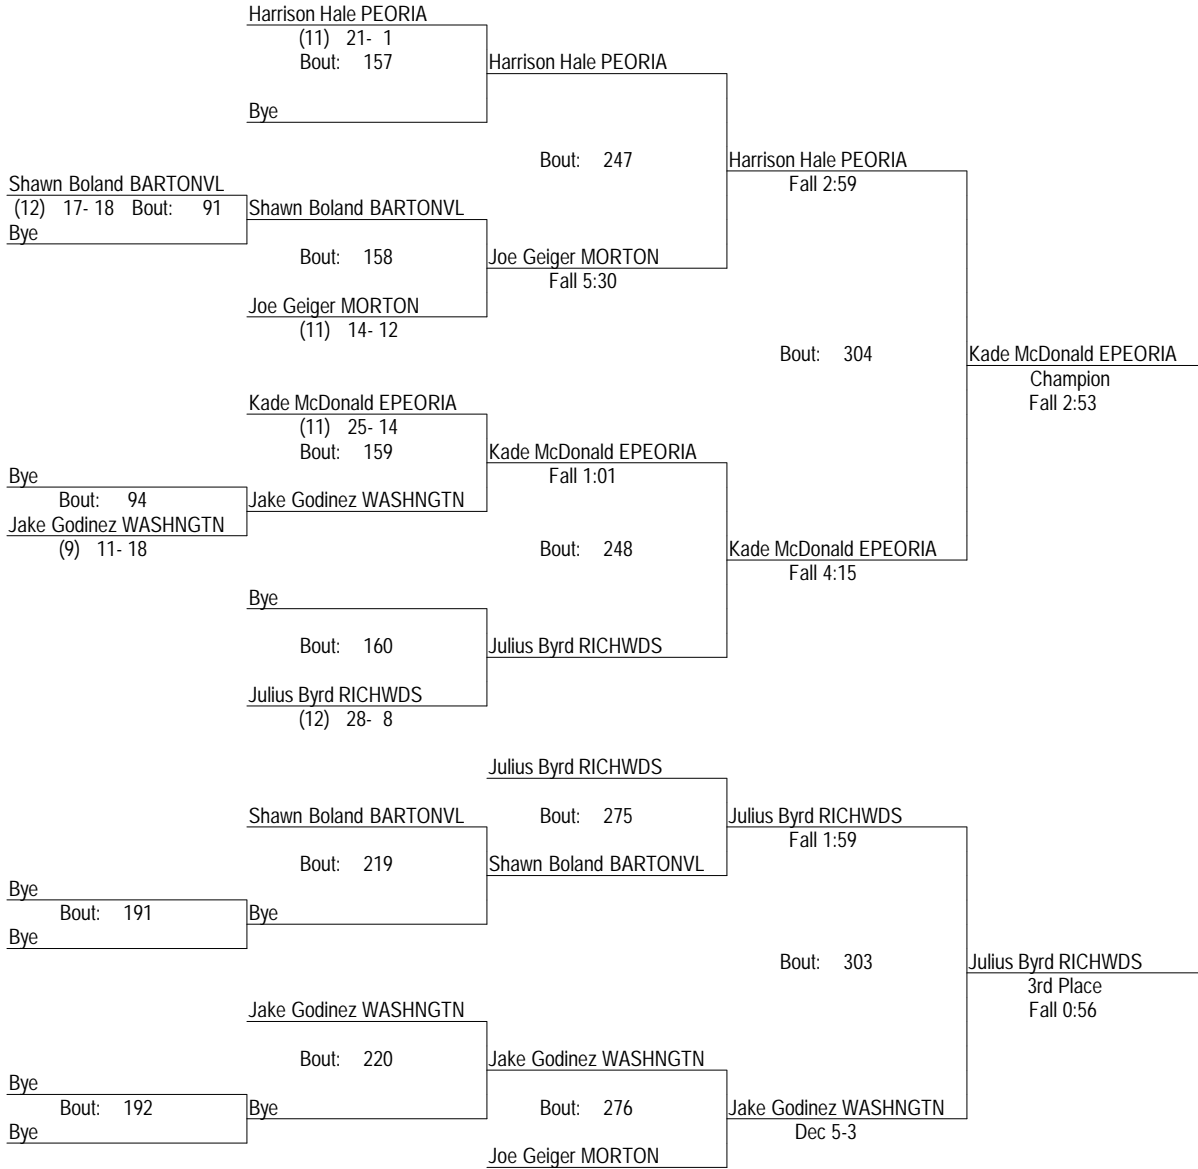 Harrison Hale PEORIA
(11) 21- 1
Bout: 157
Harrison Hale PEORIA
Bye
Bout: 247
Harrison Hale PEORIA
Fall 2:59
Shawn Boland BARTONVL
(12) 17- 18 Bout: 91
Shawn Boland BARTONVL
Bye
Bout: 158
Joe Geiger MORTON
Fall 5:30
Joe Geiger MORTON
(11) 14- 12
Bout: 304
Kade McDonald EPEORIA
Champion
Fall 2:53
Kade McDonald EPEORIA
(11) 25- 14
Bout: 159
Kade McDonald EPEORIA
Fall 1:01
Bye
Bout: 94
Jake Godinez WASHNGTN
Jake Godinez WASHNGTN
(9) 11- 18
Bout: 248
Kade McDonald EPEORIA
Fall 4:15
Bye
Bout: 160
Julius Byrd RICHWDS
Julius Byrd RICHWDS
(12) 28- 8
Julius Byrd RICHWDS
Shawn Boland BARTONVL
Bout: 275
Julius Byrd RICHWDS
Fall 1:59
Bout: 219
Shawn Boland BARTONVL
Bye
Bout: 191
Bye
Bye
Bout: 303
Julius Byrd RICHWDS
3rd Place
Fall 0:56
Jake Godinez WASHNGTN
Bout: 220
Jake Godinez WASHNGTN
Bye
Bout: 192
Bye
Bye
Bout: 276
Jake Godinez WASHNGTN
Dec 5-3
Joe Geiger MORTON